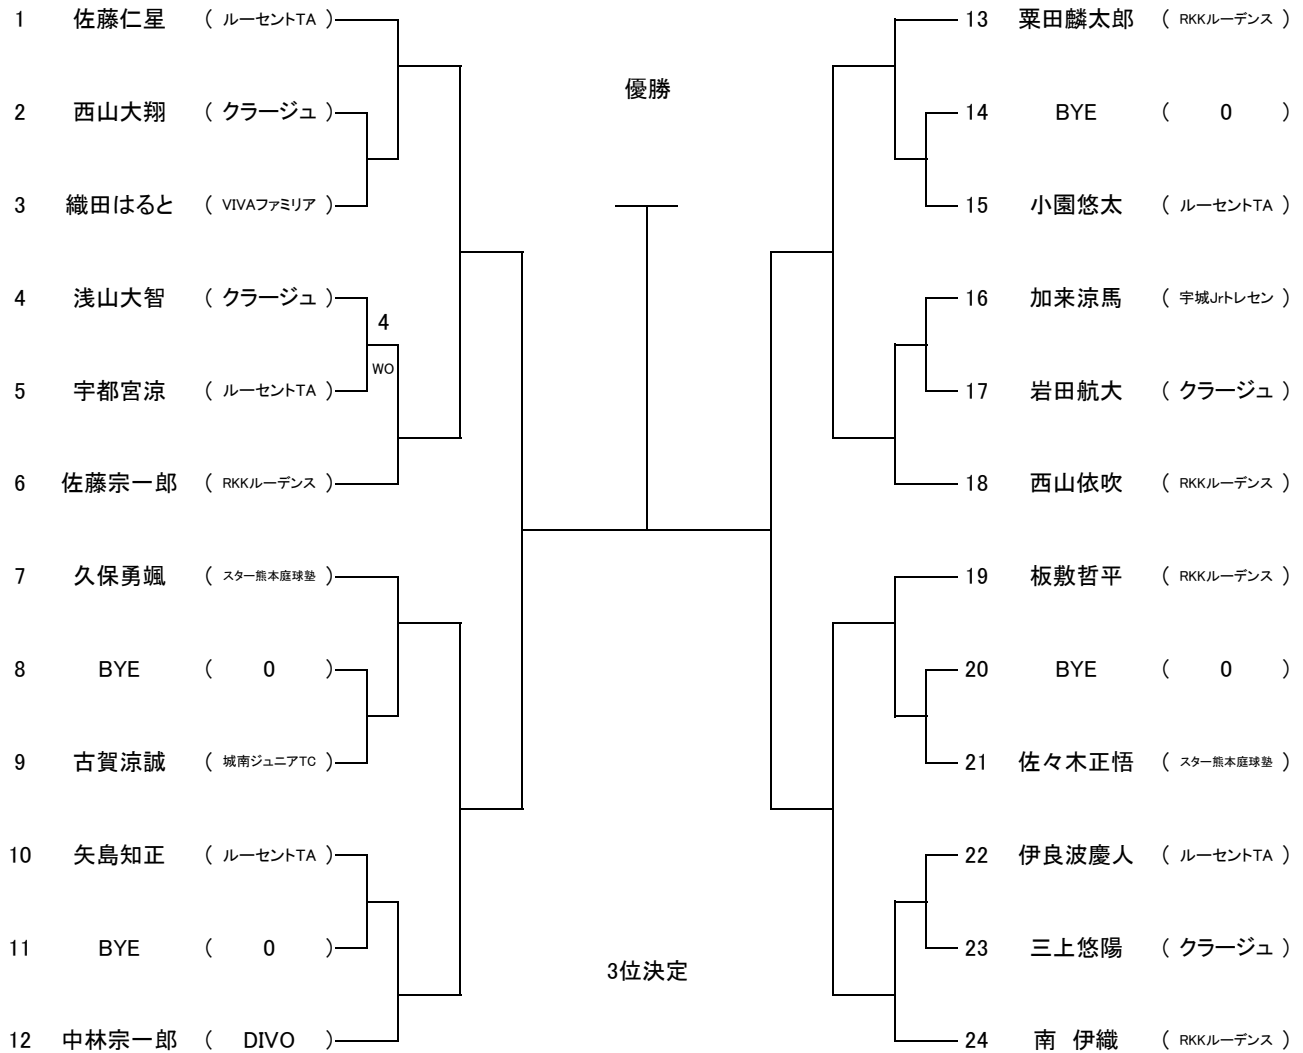 1 佐藤仁星 ( ルーセントTA )
2 西山大翔 ( クラージュ )
3 織田はると ( VIVAファミリア )
4 浅山大智 ( クラージュ )
4
WO
5 宇都宮涼 ( ルーセントTA )
6 佐藤宗一郎 ( RKKルーデンス )
7 久保勇颯 ( スター熊本庭球塾 )
8 BYE ( 0 )
9 古賀涼誠 ( 城南ジュニアTC )
10 矢島知正 ( ルーセントTA )
11 BYE ( 0 )
12 中林宗一郎 ( DIVO )
優勝
3位決定
13 粟田麟太郎 ( RKKルーデンス )
14 BYE ( 0 )
15 小園悠太 ( ルーセントTA )
16 加来涼馬 ( 宇城Jrトレセン )
17 岩田航大 ( クラージュ )
18 西山依吹 ( RKKルーデンス )
19 板敷哲平 ( RKKルーデンス )
20 BYE ( 0 )
21 佐々木正悟 ( スター熊本庭球塾 )
22 伊良波慶人 ( ルーセントTA )
23 三上悠陽 ( クラージュ )
24 南 伊織 ( RKKルーデンス )